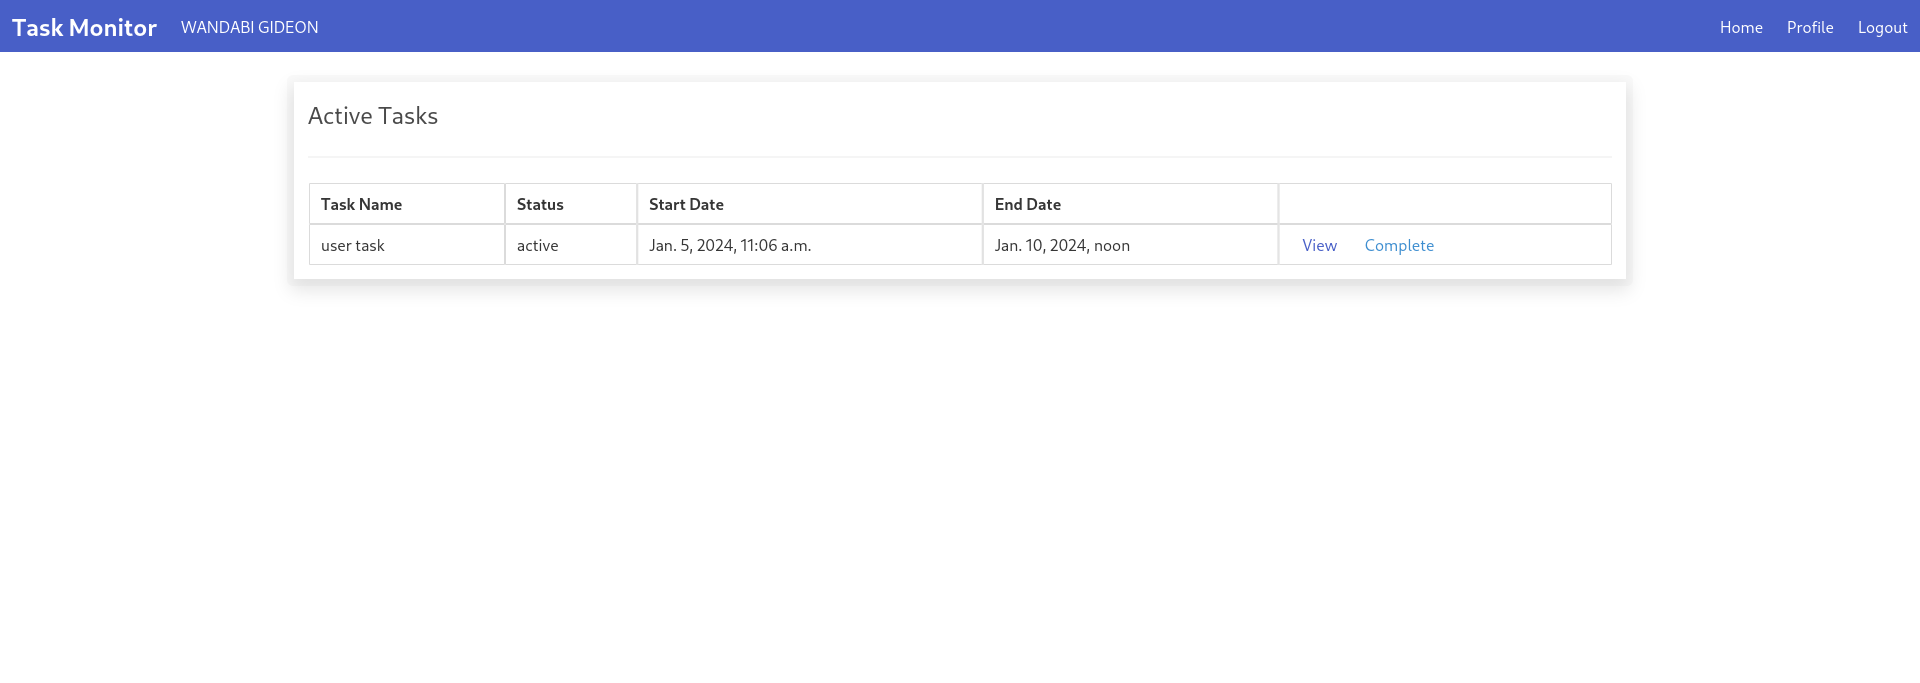 Task Monitor WANDABI GIDEON Home Profile Logout
Active Tasks
Task Name Status Start Date End Date
user task active Jan. 5, 2024, 11:06 a.m. Jan. 10, 2024, noon View Complete